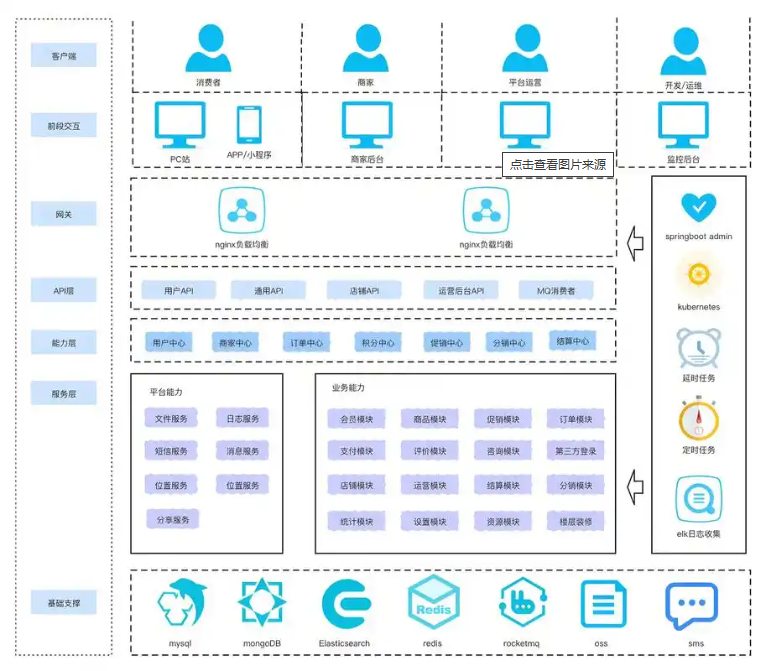 客户端
消费者
商家
平台运营
开发/运维
前段交互
PC站
APP/小程序
商家后台
点击查看图片来源
监控后台
网关
nginx负载均衡
nginx负载均衡
springboot admin
kubernetes
延时任务
定时任务
elk日志收集
API层
用户API
通用API
店铺API
运营后台API
MQ消费者
能力层
用户中心
商家中心
订单中心
积分中心
促销中心
分销中心
结算中心
服务层
平台能力
文件服务
日志服务
短信服务
消息服务
位置服务
位置服务
分享服务
业务能力
会员模块
商品模块
促销模块
订单模块
支付模块
评价模块
咨询模块
第三方登录
店铺模块
运营模块
结算模块
分销模块
统计模块
设置模块
资源模块
楼层装修
基础支撑
Redis
mysql
mongoDB
Elasticsearch
redis
rocketmq
oss
sms